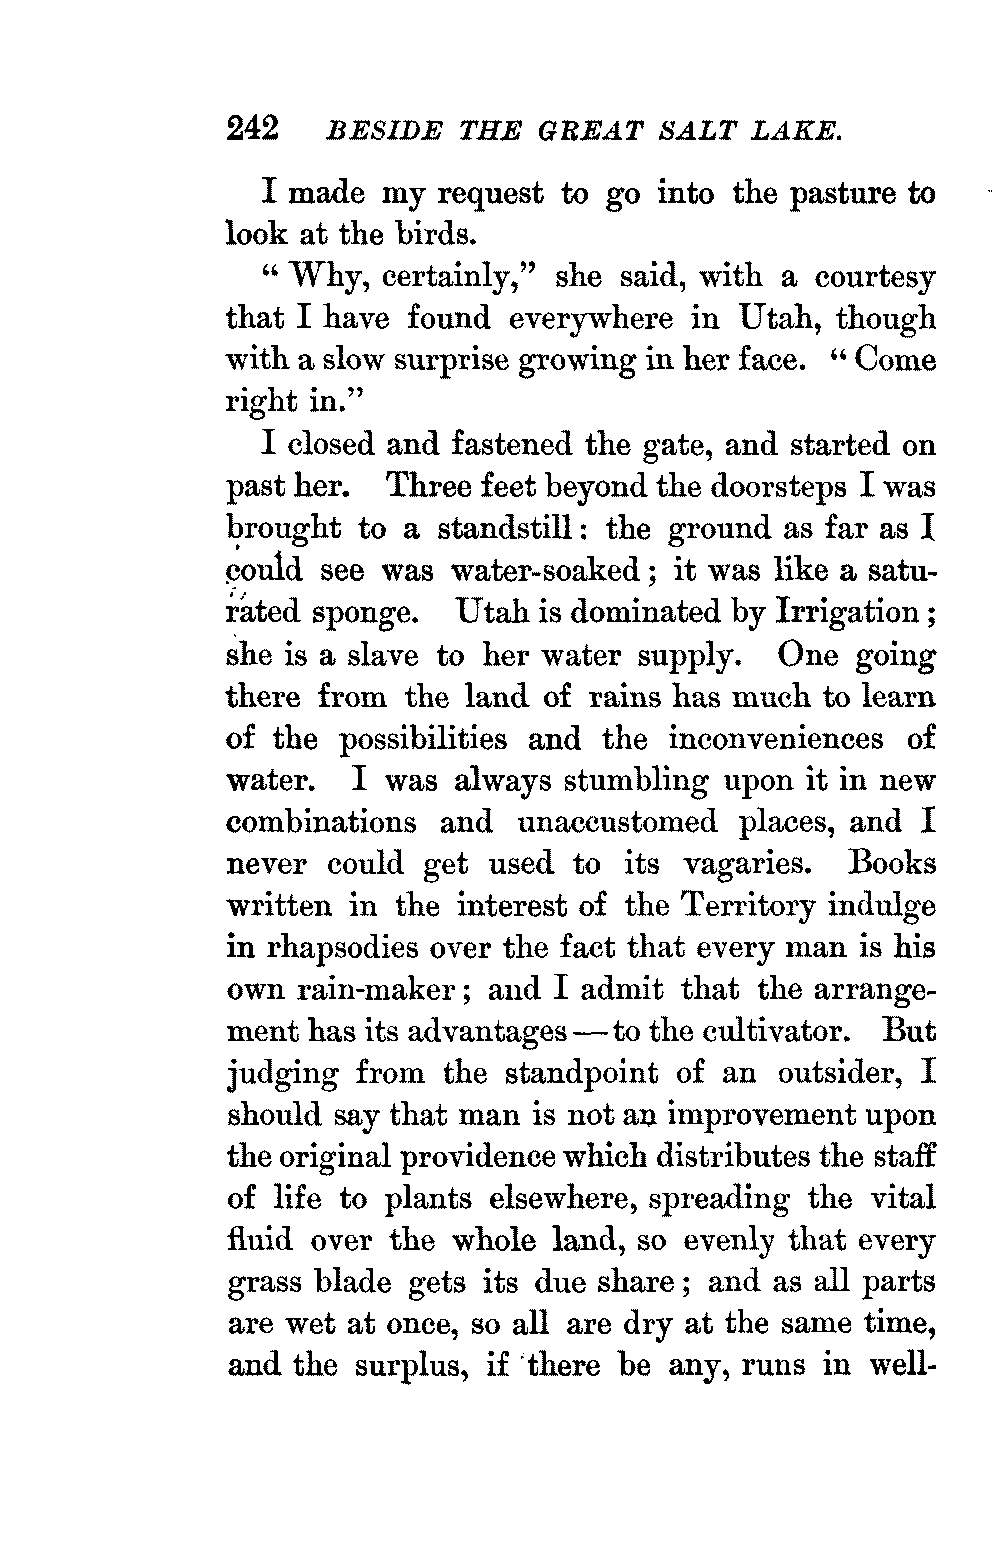 242 BESIDE THE GREAT SALT LAKE.
I made my request to go into the pasture to
look at the birds.
“Why, certainly,” she said, with a courtesy
that I have found everywhere in Utah, though
with a slow surprise growing in her face. “Come
right in.”
I closed and fastened the gate, and started on
past her. Three feet beyond the doorsteps I was
brought to a standstill: the ground as far as I
could see was water-soaked; it was like a satu-
rated sponge. Utah is dominated by Irrigation;
she is a slave to her water supply. One going
there from the land of rains has much to learn
of the possibilities and the inconveniences of
water. I was always stumbling upon it in new
combinations and unaccustomed places, and I
never could get used to its vagaries. Books
written in the interest of the Territory indulge
in rhapsodies over the fact that every man is his
own rain-maker; and I admit that the arrange-
ment has its advantages—to the cultivator. But
judging from the standpoint of an outsider, I
should say that man is not an improvement upon
the original providence which distributes the staff
of life to plants elsewhere, spreading the vital
fluid over the whole land, so evenly that every
grass blade gets its due share; and as all parts
are wet at once, so all are dry at the same time,
and the surplus, if there be any, runs in well-